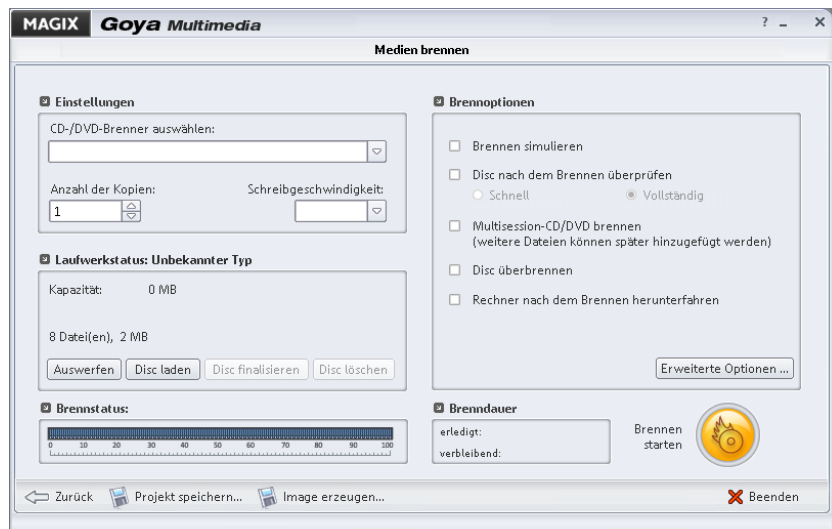 MAGIX Goya Multimedia
? _ X
Medien brennen
Einstellungen
CD-/DVD-Brenner auswählen:
Anzahl der Kopien:
Schreibgeschwindigkeit:
1
Laufwerkstatus: Unbekannter Typ
Kapazität: 0 MB
8 Datei(en), 2 MB
Auswerfen
Disc laden
Disc finalisieren
Disc löschen
Brennstatus:
0 10 20 30 40 50 60 70 80 90 100
Brennoptionen
Brennen simulieren
Disc nach dem Brennen überprüfen
Schnell
Vollständig
Multisession-CD/DVD brennen
(weitere Dateien können später hinzugefügt werden)
Disc überbrennen
Rechner nach dem Brennen herunterfahren
Erweiterte Optionen ...
Brenndauer
erledigt:
verbleibend:
Brennen
starten
Zurück
Projekt speichern...
Image erzeugen...
Beenden